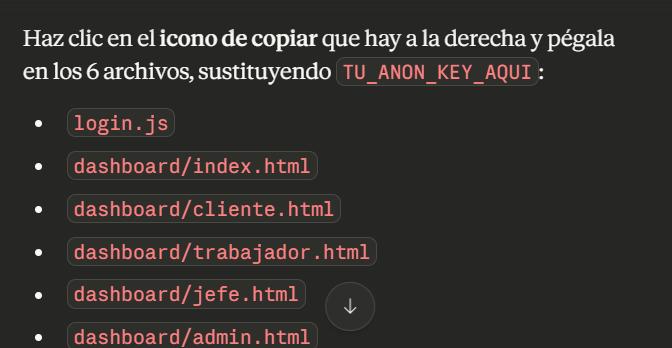 Haz clic en el icono de copiar que hay a la derecha y pégala
en los 6 archivos, sustituyendo TU_ANON_KEY_AQUI:
• login.js
• dashboard/index.html
• dashboard/cliente.html
• dashboard/trabajador.html
• dashboard/jefe.html
• dashboard/admin.html